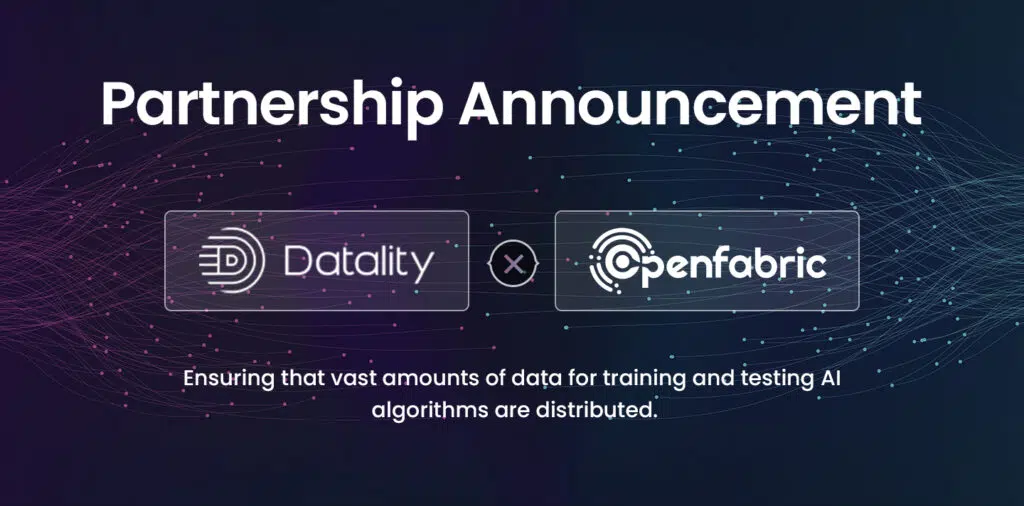 Partnership Announcement
Datality
Openfabric
Ensuring that vast amounts of data for training and testing AI
algorithms are distributed.